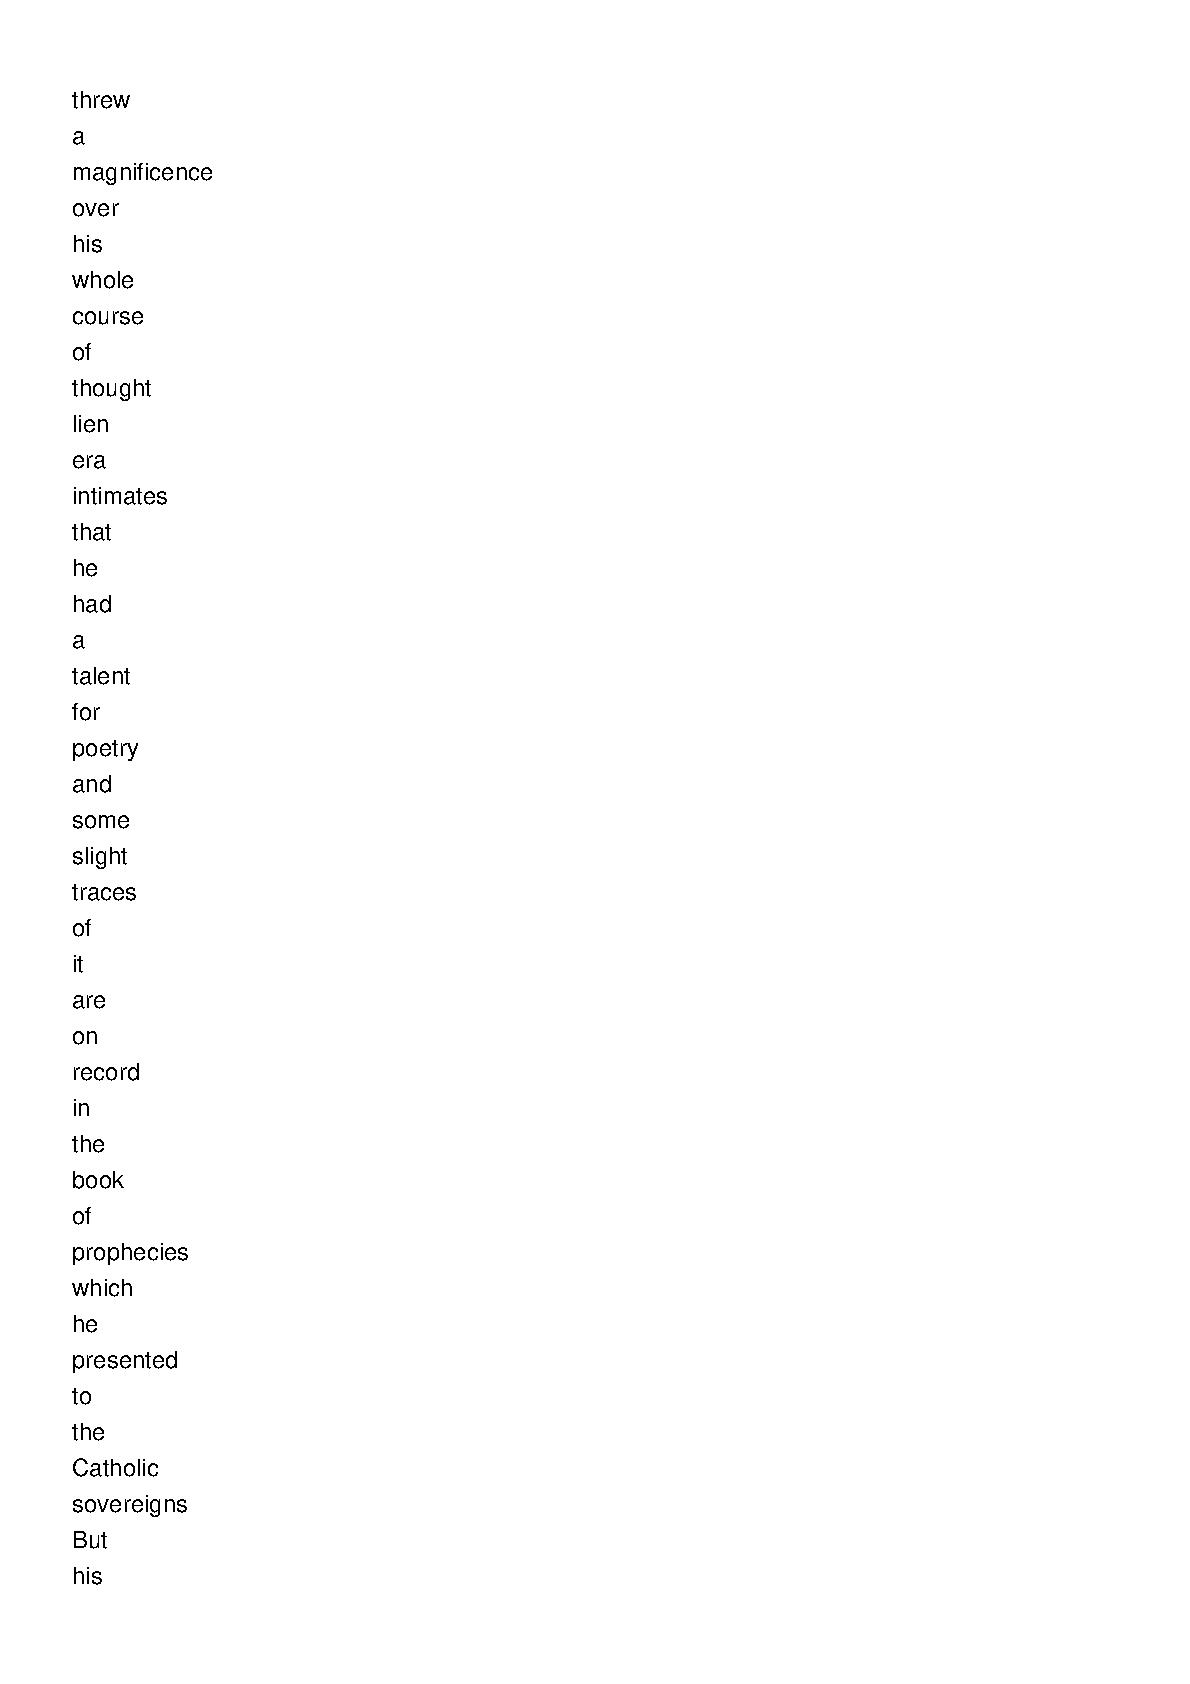 threw
a
magnificence
over
his
whole
course
of
thought
lien
era
intimates
that
he
had
a
talent
for
poetry
and
some
slight
traces
of
it
are
on
record
in
the
book
of
prophecies
which
he
presented
to
the
Catholic
sovereigns
But
his